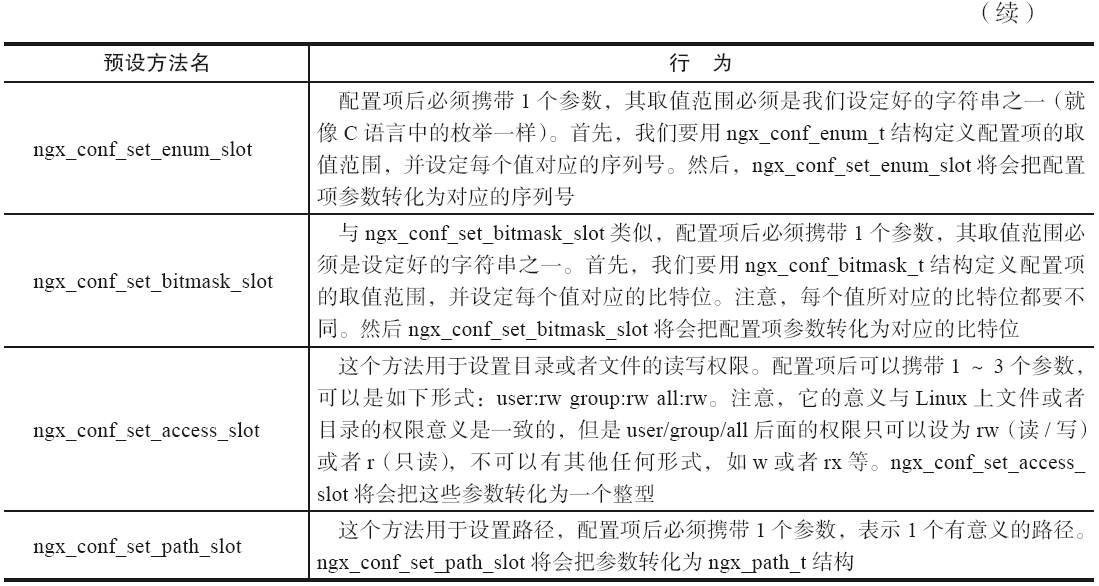 （续）
预设方法名 行 为
配置项后必须携带 1 个参数，其取值范围必须是我们设定好的字符串之一（就
像 C 语言中的枚举一样）。首先，我们要用 ngx_conf_enum_t 结构定义配置项的取
ngx_conf_set_enum_slot
值范围，并设定每个值对应的序列号。然后，ngx_conf_set_enum_slot 将会把配置
项参数转化为对应的序列号
与 ngx_conf_set_bitmask_slot 类似，配置项后必须携带 1 个参数，其取值范围必
须是设定好的字符串之一。首先，我们要用 ngx_conf_bitmask_t 结构定义配置项
ngx_conf_set_bitmask_slot
的取值范围，并设定每个值对应的比特位。注意，每个值所对应的比特位都要不
同。然后 ngx_conf_set_bitmask_slot 将会把配置项参数转化为对应的比特位
这个方法用于设置目录或者文件的读写权限。配置项后可以携带 1 ~ 3 个参数，
可以是如下形式：user:rw group:rw all:rw。注意，它的意义与 Linux 上文件或者
ngx_conf_set_access_slot
目录的权限意义是一致的，但是 user/group/all 后面的权限只可以设为 rw（读 / 写）
或者 r（只读），不可以有其他任何形式，如 w 或者 rx 等。ngx_conf_set_access_
slot 将会把这些参数转化为一个整型
这个方法用于设置路径，配置项后必须携带 1 个参数，表示 1 个有意义的路径。
ngx_conf_set_path_slot
ngx_conf_set_path_slot 将会把参数转化为 ngx_path_t 结构